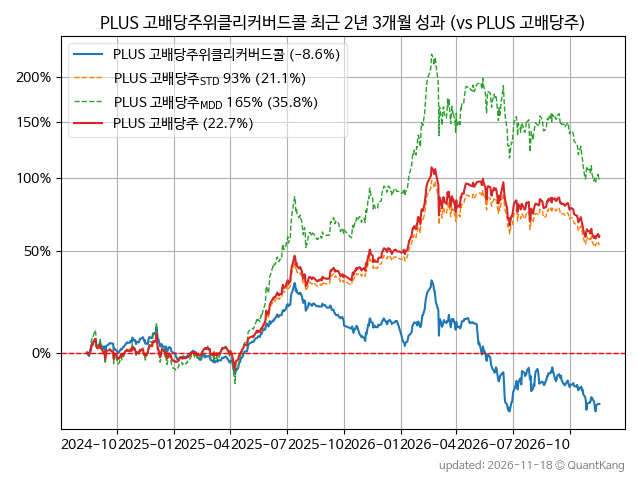 PLUS 고배당주위클리커버드콜 최근 2년 3개월 성과 (vs PLUS 고배당주)
PLUS 고배당주위클리커버드콜 (-8.6%)
PLUS 고배당주STD 93% (21.1%)
PLUS 고배당주MDD 165% (35.8%)
PLUS 고배당주 (22.7%)
200%
150%
100%
50%
0%
2024-10 2025-01 2025-04 2025-07 2025-10 2026-01 2026-04 2026-07 2026-10
updated: 2026-11-18 © QuantKang